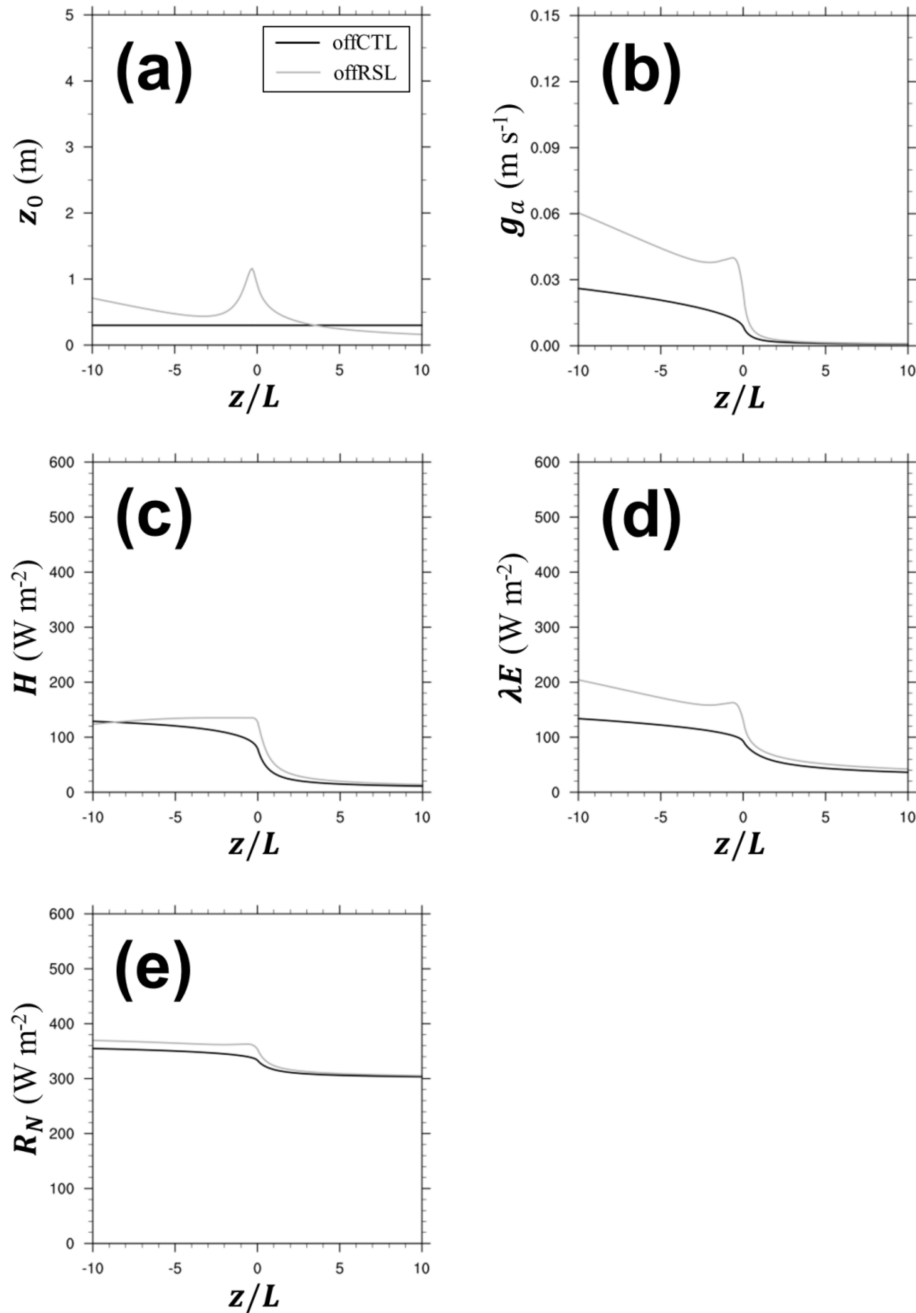 (a)
offCTL
offRSL
z₀ (m)
5
4
3
2
1
0
-10 -5 0 5 10
z/L
(b)
gₐ (m s⁻¹)
0.15
0.12
0.09
0.06
0.03
0.00
-10 -5 0 5 10
z/L
(c)
H (W m⁻²)
600
500
400
300
200
100
0
-10 -5 0 5 10
z/L
(d)
λE (W m⁻²)
600
500
400
300
200
100
0
-10 -5 0 5 10
z/L
(e)
R_N (W m⁻²)
600
500
400
300
200
100
0
-10 -5 0 5 10
z/L